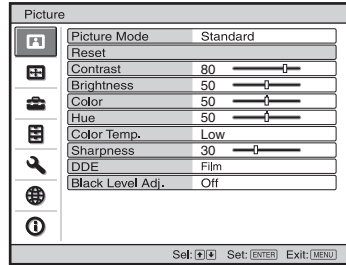 Picture
Picture Mode Standard
Reset
Contrast 80
Brightness 50
Color 50
Hue 50
Color Temp. Low
Sharpness 30
DDE Film
Black Level Adj. Off
Sel: Set: ENTER Exit: MENU